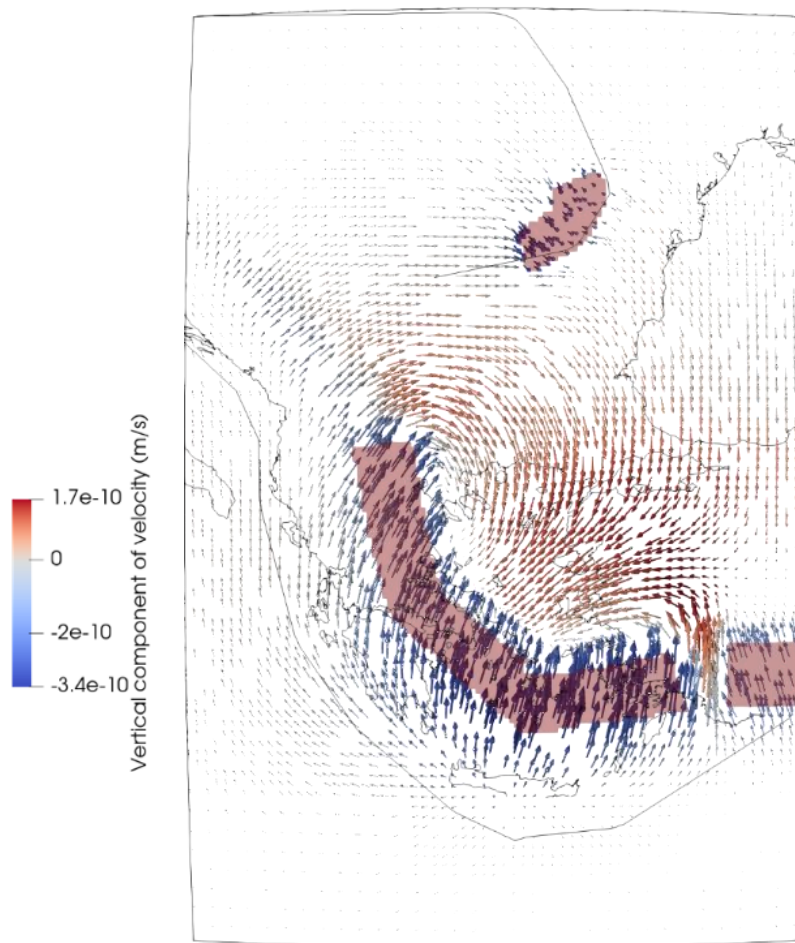 Vertical component of velocity (m/s)
1.7e-10
0
-2e-10
-3.4e-10